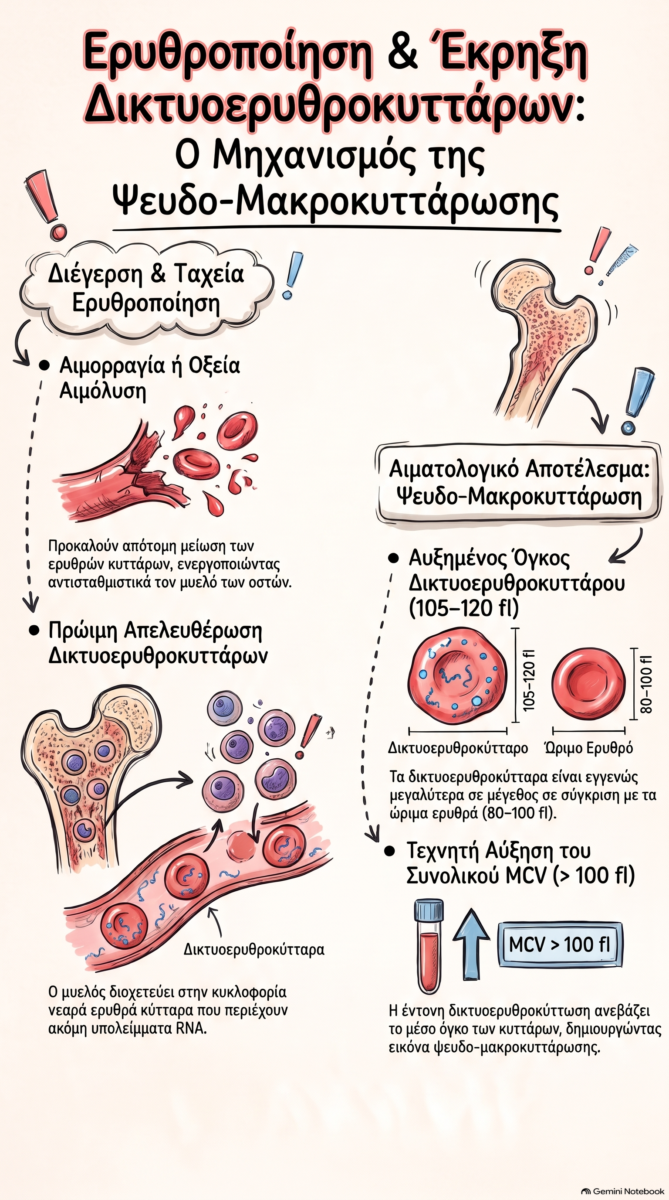 Ερυθροποίηση & Έκρηξη
Δικτυοερυθροκυττάρων:
Ο Μηχανισμός της
Ψευδο-Μακροκυττάρωσης
Διέγερση & Ταχεία
Ερυθροποίηση
Αιμορραγία ή Οξεία
Αιμόλυση
Προκαλούν απότομη μείωση των
ερυθρών κυττάρων, ενεργοποιώντας
αντισταθμιστικά τον μυελό των οστών.
Πρώιμη Απελευθέρωση
Δικτυοερυθροκυττάρων
Δικτυοερυθροκύτταρα
Ο μυελός διοχετεύει στην κυκλοφορία
νεαρά ερυθρά κύτταρα που περιέχουν
ακόμη υπολείμματα RNA.
Αιματολογικό Αποτέλεσμα:
Ψευδο-Μακροκυττάρωση
Αυξημένος Όγκος
Δικτυοερυθροκυττάρου
(105–120 fl)
105–120 fl
80–100 fl
Δικτυοερυθροκύτταρο
Ώριμο Ερυθρό
Τα δικτυοερυθροκύτταρα είναι εγγενώς
μεγαλύτερα σε μέγεθος σε σύγκριση με τα
ώριμα ερυθρά (80–100 fl).
Τεχνητή Αύξηση του
Συνολικού MCV (> 100 fl)
MCV > 100 fl
Η έντονη δικτυοερυθροκύττωση ανεβάζει
το μέσο όγκο των κυττάρων, δημιουργώντας
εικόνα ψευδο-μακροκυττάρωσης.
Gemini Notebook